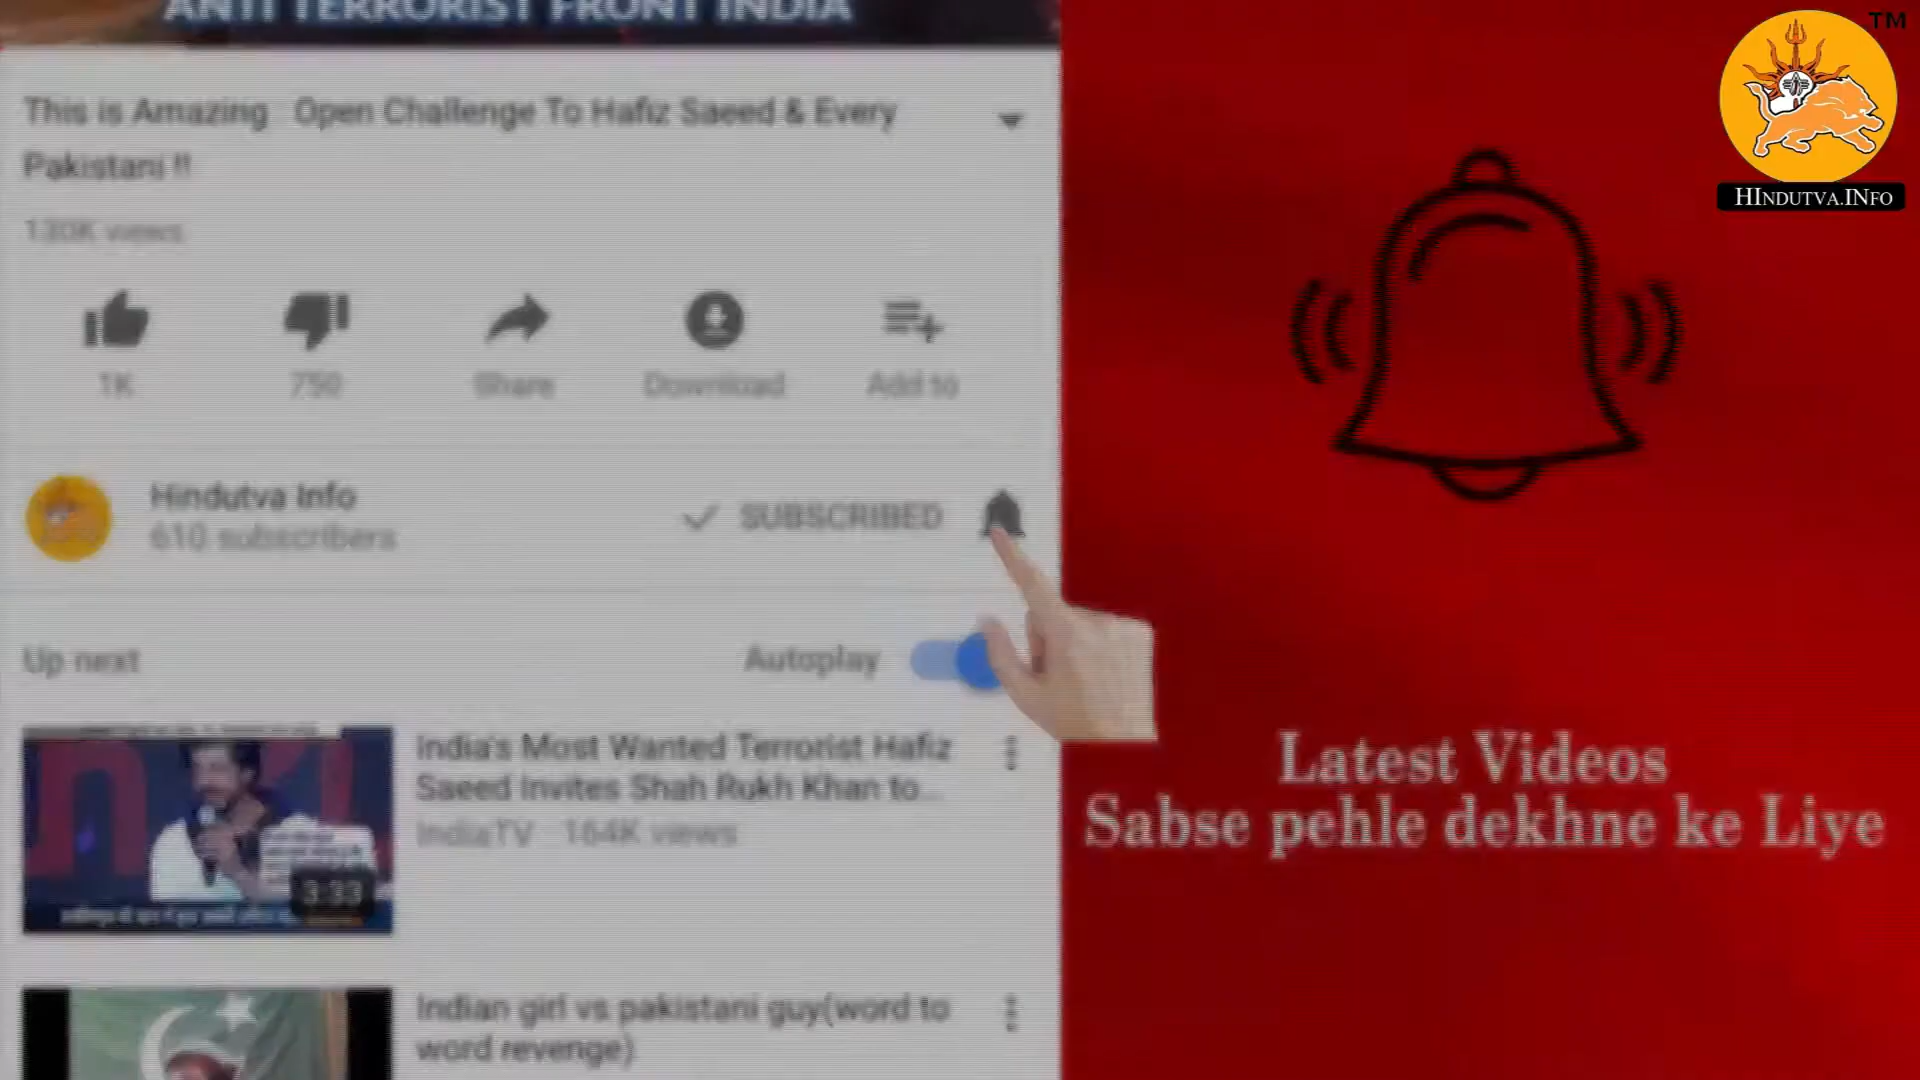 ANTI TERRORIST FRONT INDIA
TM
HINDUTVA.INFO
This is Amazing Open Challenge To Hafiz Saeed & Every
Pakistani !!
130K views
1K
750
Share
Download
Add to
Hindutva Info
610 subscribers
SUBSCRIBED
Up next
Autoplay
India's Most Wanted Terrorist Hafiz
Saeed Invites Shah Rukh Khan to...
IndiaTV 164K views
3:33
Indian girl vs pakistani guy(word to
word revenge)
Latest Videos
Sabse pehle dekhne ke Liye